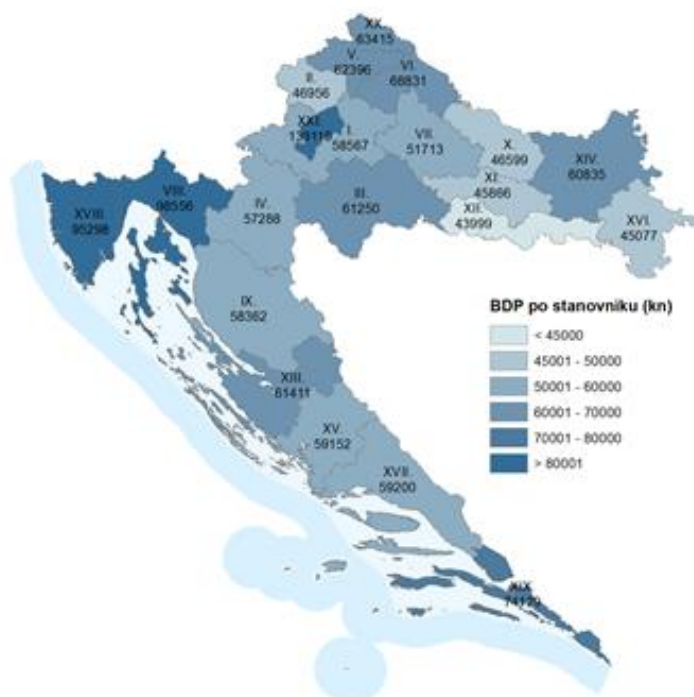 XX.
63415
V.
62396
VI.
68831
II.
46956
XXI.
I.
58567
VII.
51713
X.
46599
XIV.
60835
XI.
45866
XII.
43999
XVI.
45077
III.
61250
IV.
57288
VIII.
98556
XVIII.
95298
IX.
58362
XIII.
61411
XV.
59152
XVII.
59200
XIX.
74129
BDP po stanovniku (kn)
< 45000
45001 - 50000
50001 - 60000
60001 - 70000
70001 - 80000
> 80001